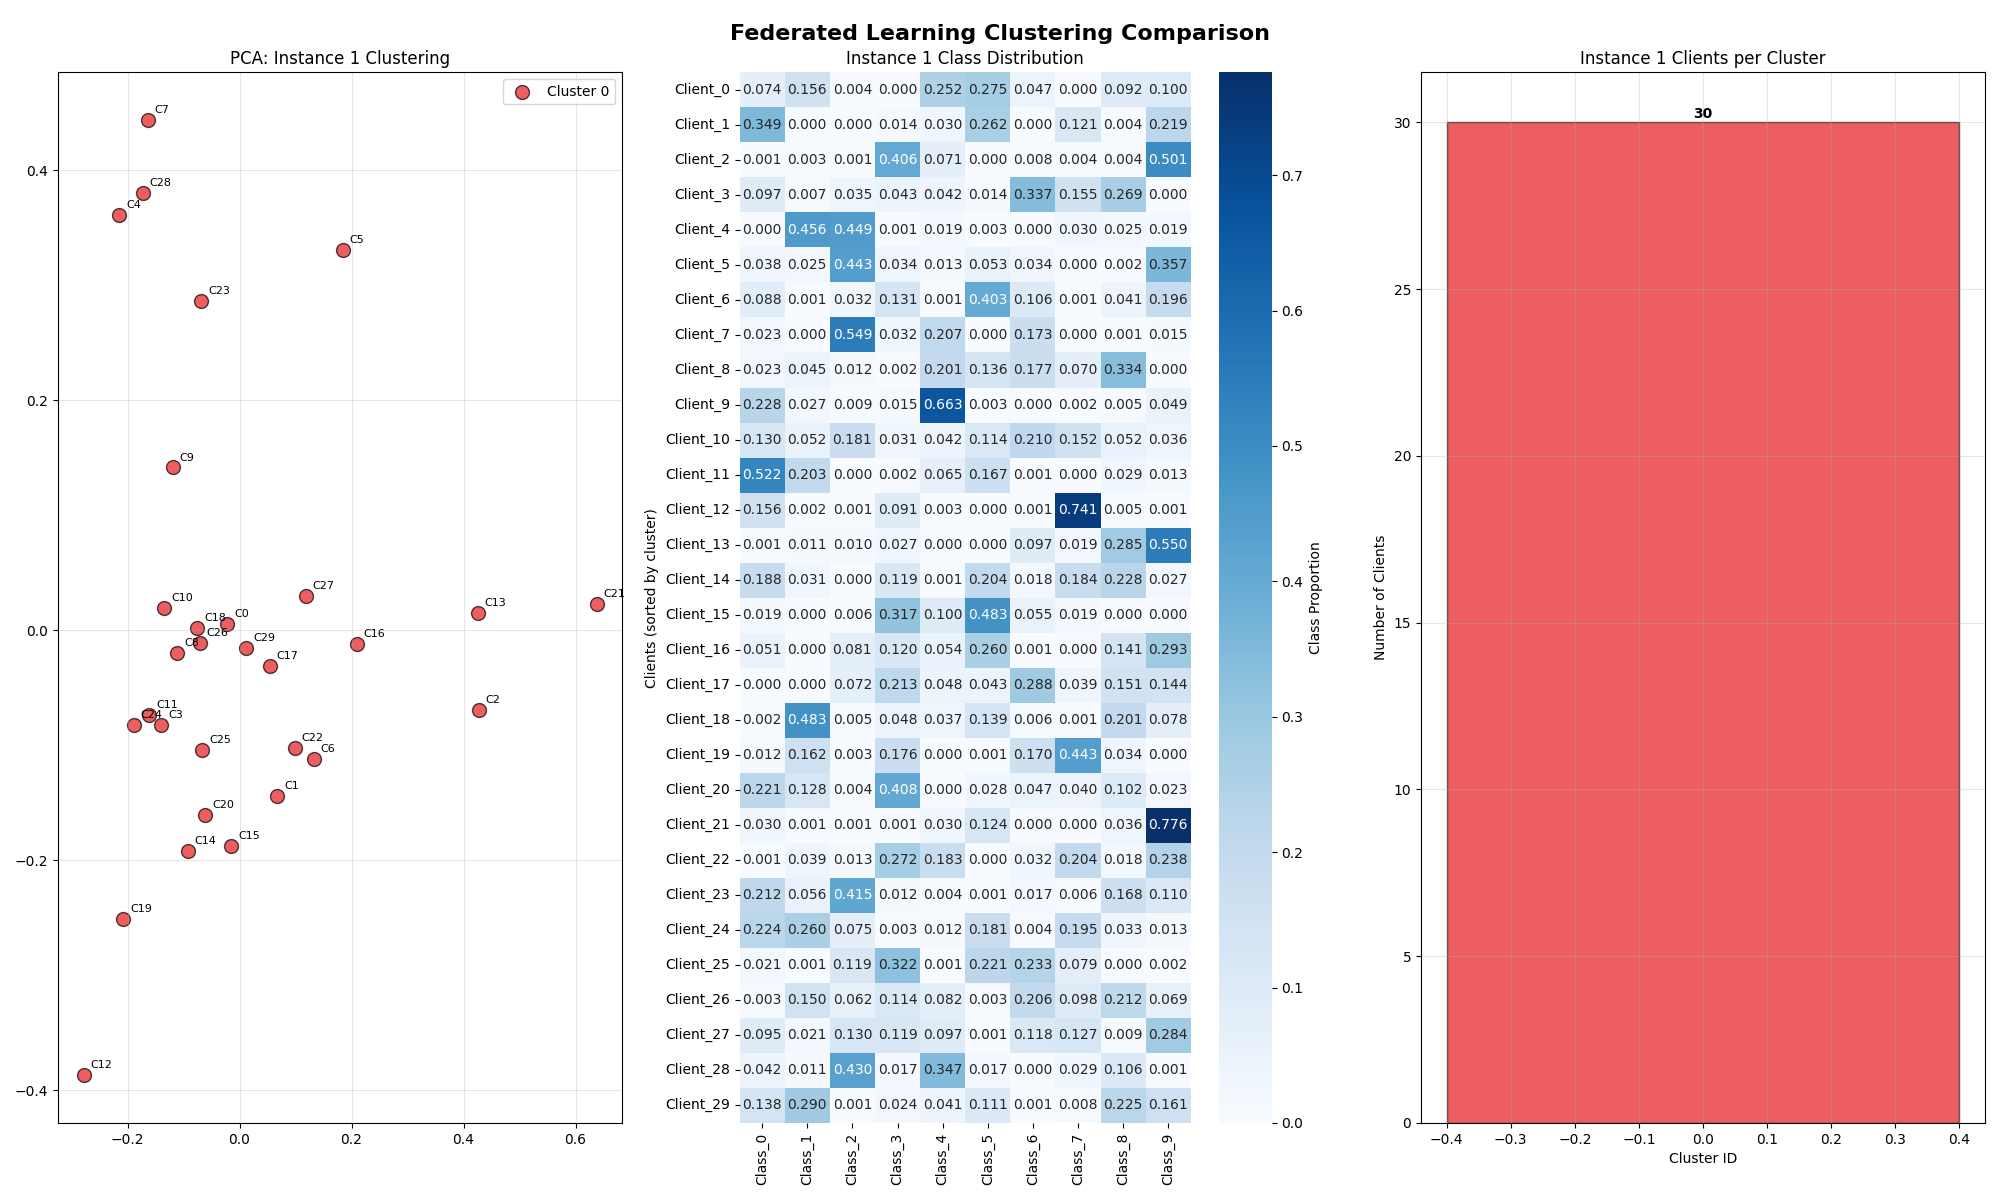 Federated Learning Clustering Comparison
PCA: Instance 1 Clustering
Cluster 0
C7
C28
C4
C5
C23
C9
C27
C21
C13
C10
C0
C18
C26
C8
C29
C16
C17
C2
C11
C24
C3
C25
C22
C6
C1
C20
C14
C15
C19
C12
0.4
0.2
0.0
−0.2
−0.4
−0.2 0.0 0.2 0.4 0.6
Instance 1 Class Distribution
Clients (sorted by cluster)
Client_0 0.074 0.156 0.004 0.000 0.252 0.275 0.047 0.000 0.092 0.100
Client_1 0.349 0.000 0.000 0.014 0.030 0.262 0.000 0.121 0.004 0.219
Client_2 0.001 0.003 0.001 0.406 0.071 0.000 0.008 0.004 0.004 0.501
Client_3 0.097 0.007 0.035 0.043 0.042 0.014 0.337 0.155 0.269 0.000
Client_4 0.000 0.456 0.449 0.001 0.019 0.003 0.000 0.030 0.025 0.019
Client_5 0.038 0.025 0.443 0.034 0.013 0.053 0.034 0.000 0.002 0.357
Client_6 0.088 0.001 0.032 0.131 0.001 0.403 0.106 0.001 0.041 0.196
Client_7 0.023 0.000 0.549 0.032 0.207 0.000 0.173 0.000 0.001 0.015
Client_8 0.023 0.045 0.012 0.002 0.201 0.136 0.177 0.070 0.334 0.000
Client_9 0.228 0.027 0.009 0.015 0.663 0.003 0.000 0.002 0.005 0.049
Client_10 0.130 0.052 0.181 0.031 0.042 0.114 0.210 0.152 0.052 0.036
Client_11 0.522 0.203 0.000 0.002 0.065 0.167 0.001 0.000 0.029 0.013
Client_12 0.156 0.002 0.001 0.091 0.003 0.000 0.001 0.741 0.005 0.001
Client_13 0.001 0.011 0.010 0.027 0.000 0.000 0.097 0.019 0.285 0.550
Client_14 0.188 0.031 0.000 0.119 0.001 0.204 0.018 0.184 0.228 0.027
Client_15 0.019 0.000 0.006 0.317 0.100 0.483 0.055 0.019 0.000 0.000
Client_16 0.051 0.000 0.081 0.120 0.054 0.260 0.001 0.000 0.141 0.293
Client_17 0.000 0.000 0.072 0.213 0.048 0.043 0.288 0.039 0.151 0.144
Client_18 0.002 0.483 0.005 0.048 0.037 0.139 0.006 0.001 0.201 0.078
Client_19 0.012 0.162 0.003 0.176 0.000 0.001 0.170 0.443 0.034 0.000
Client_20 0.221 0.128 0.004 0.408 0.000 0.028 0.047 0.040 0.102 0.023
Client_21 0.030 0.001 0.001 0.001 0.030 0.124 0.000 0.000 0.036 0.776
Client_22 0.001 0.039 0.013 0.272 0.183 0.000 0.032 0.204 0.018 0.238
Client_23 0.212 0.056 0.415 0.012 0.004 0.001 0.017 0.006 0.168 0.110
Client_24 0.224 0.260 0.075 0.003 0.012 0.181 0.004 0.195 0.033 0.013
Client_25 0.021 0.001 0.119 0.322 0.001 0.221 0.233 0.079 0.000 0.002
Client_26 0.003 0.150 0.062 0.114 0.082 0.003 0.206 0.098 0.212 0.069
Client_27 0.095 0.021 0.130 0.119 0.097 0.001 0.118 0.127 0.009 0.284
Client_28 0.042 0.011 0.430 0.017 0.347 0.017 0.000 0.029 0.106 0.001
Client_29 0.138 0.290 0.001 0.024 0.041 0.111 0.001 0.008 0.225 0.161
Class_0 Class_1 Class_2 Class_3 Class_4 Class_5 Class_6 Class_7 Class_8 Class_9
0.7
0.6
0.5
0.4
0.3
0.2
0.1
0.0
Class Proportion
Instance 1 Clients per Cluster
Number of Clients
30
30
25
20
15
10
5
0
−0.4 −0.3 −0.2 −0.1 0.0 0.1 0.2 0.3 0.4
Cluster ID